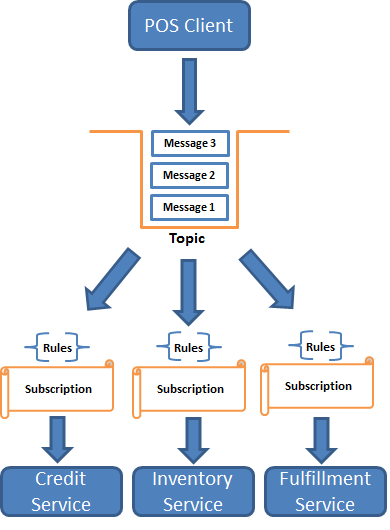 POS Client
Message 3
Message 2
Message 1
Topic
Rules
Rules
Rules
Subscription
Subscription
Subscription
Credit
Service
Inventory
Service
Fulfillment
Service